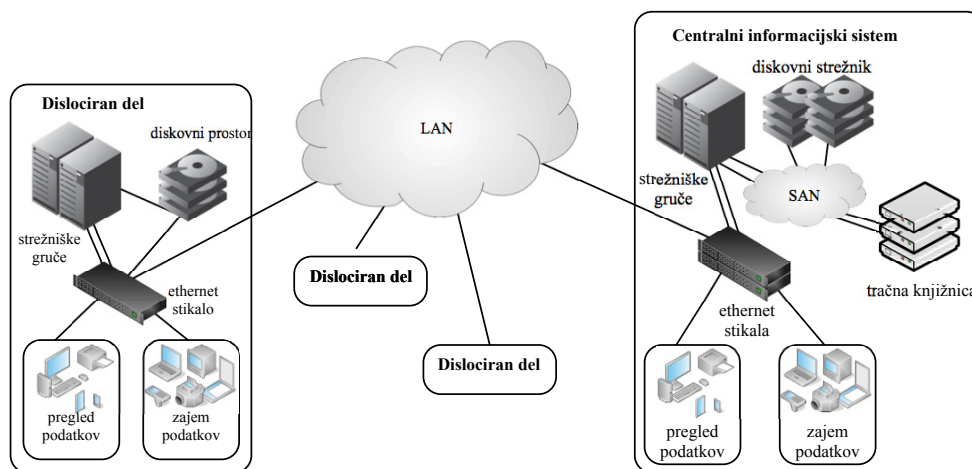 Dislociran del
diskovni prostor
strežniške
gruče
ethernet
stikalo
pregled
podatkov
zajem
podatkov
LAN
Dislociran del
Dislociran del
Centralni informacijski sistem
diskovni strežnik
strežniške
gruče
SAN
tračna knjižnica
ethernet
stikala
pregled
podatkov
zajem
podatkov